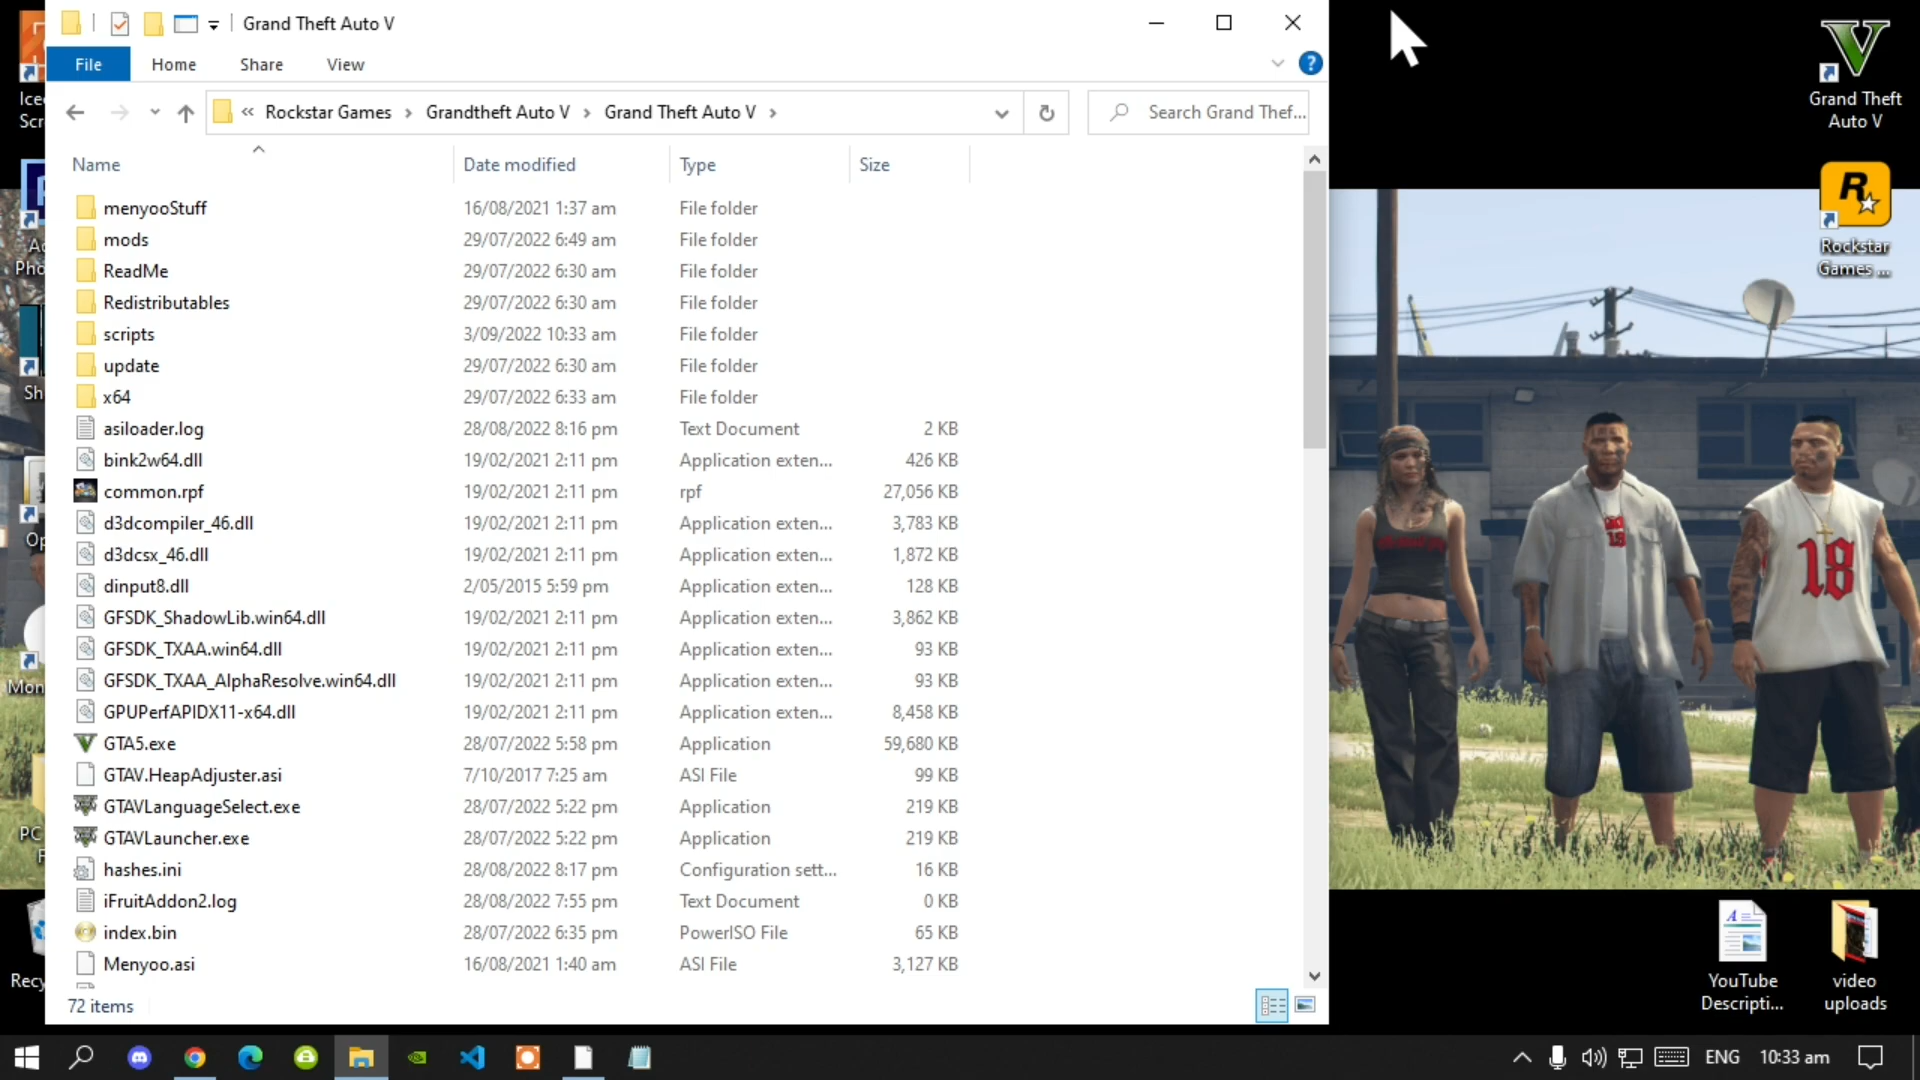 Grand Theft Auto V
File Home Share View
« Rockstar Games › Grandtheft Auto V › Grand Theft Auto V ›
Search Grand Thef...
Name Date modified Type Size
menyooStuff 16/08/2021 1:37 am File folder
mods 29/07/2022 6:49 am File folder
ReadMe 29/07/2022 6:30 am File folder
Redistributables 29/07/2022 6:30 am File folder
scripts 3/09/2022 10:33 am File folder
update 29/07/2022 6:30 am File folder
x64 29/07/2022 6:33 am File folder
asiloader.log 28/08/2022 8:16 pm Text Document 2 KB
bink2w64.dll 19/02/2021 2:11 pm Application exten... 426 KB
common.rpf 19/02/2021 2:11 pm rpf 27,056 KB
d3dcompiler_46.dll 19/02/2021 2:11 pm Application exten... 3,783 KB
d3dcsx_46.dll 19/02/2021 2:11 pm Application exten... 1,872 KB
dinput8.dll 2/05/2015 5:59 pm Application exten... 128 KB
GFSDK_ShadowLib.win64.dll 19/02/2021 2:11 pm Application exten... 3,862 KB
GFSDK_TXAA.win64.dll 19/02/2021 2:11 pm Application exten... 93 KB
GFSDK_TXAA_AlphaResolve.win64.dll 19/02/2021 2:11 pm Application exten... 93 KB
GPUPerfAPIDX11-x64.dll 19/02/2021 2:11 pm Application exten... 8,458 KB
GTA5.exe 28/07/2022 5:58 pm Application 59,680 KB
GTAV.HeapAdjuster.asi 7/10/2017 7:25 am ASI File 99 KB
GTAVLanguageSelect.exe 28/07/2022 5:22 pm Application 219 KB
GTAVLauncher.exe 28/07/2022 5:22 pm Application 219 KB
hashes.ini 28/08/2022 8:17 pm Configuration sett... 16 KB
iFruitAddon2.log 28/08/2022 7:55 pm Text Document 0 KB
index.bin 28/07/2022 6:35 pm PowerISO File 65 KB
Menyoo.asi 16/08/2021 1:40 am ASI File 3,127 KB
72 items
Grand Theft
Auto V
Rockstar
Games ...
18
YouTube
Descripti...
video
uploads
Icec
Scr
Ac
Pho
Sh
Op
Mon
PC
F
Recy
ENG 10:33 am